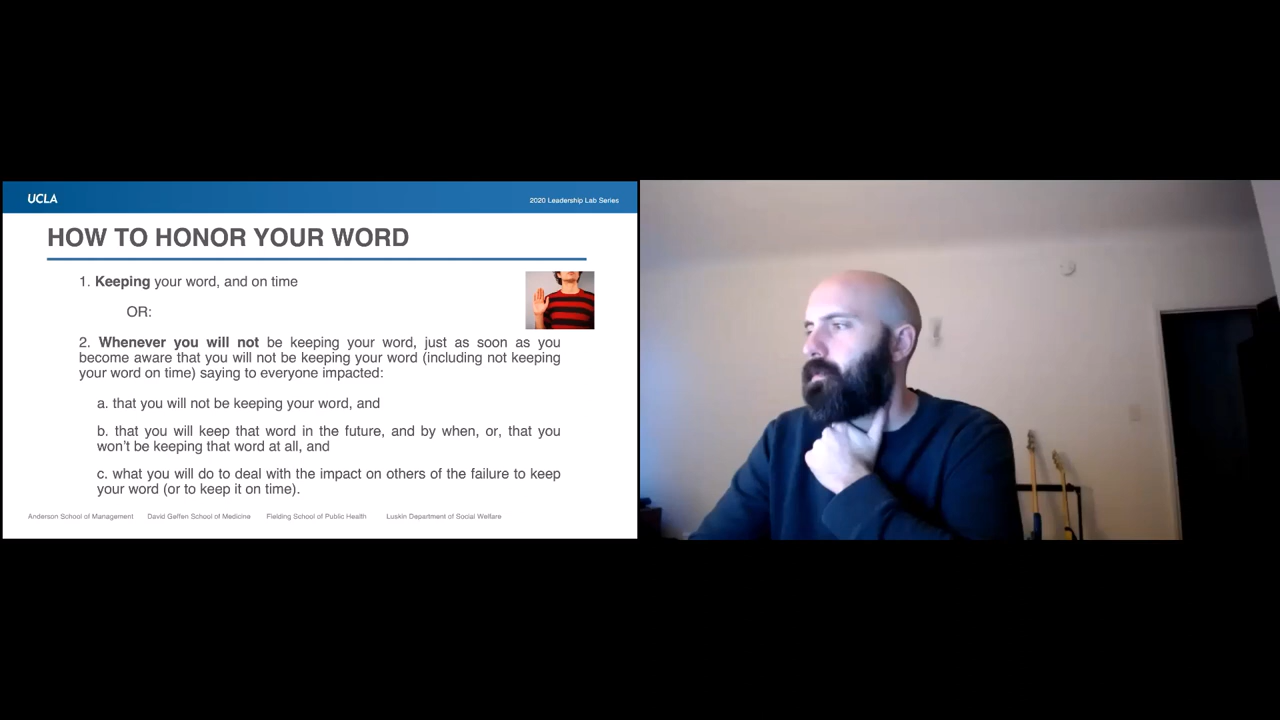 UCLA
2020 Leadership Lab Series
HOW TO HONOR YOUR WORD
1. Keeping your word, and on time
OR:
2. Whenever you will not be keeping your word, just as soon as you
become aware that you will not be keeping your word (including not keeping
your word on time) saying to everyone impacted:
a. that you will not be keeping your word, and
b. that you will keep that word in the future, and by when, or, that you
won't be keeping that word at all, and
c. what you will do to deal with the impact on others of the failure to keep
your word (or to keep it on time).
Anderson School of Management David Geffen School of Medicine Fielding School of Public Health Luskin Department of Social Welfare